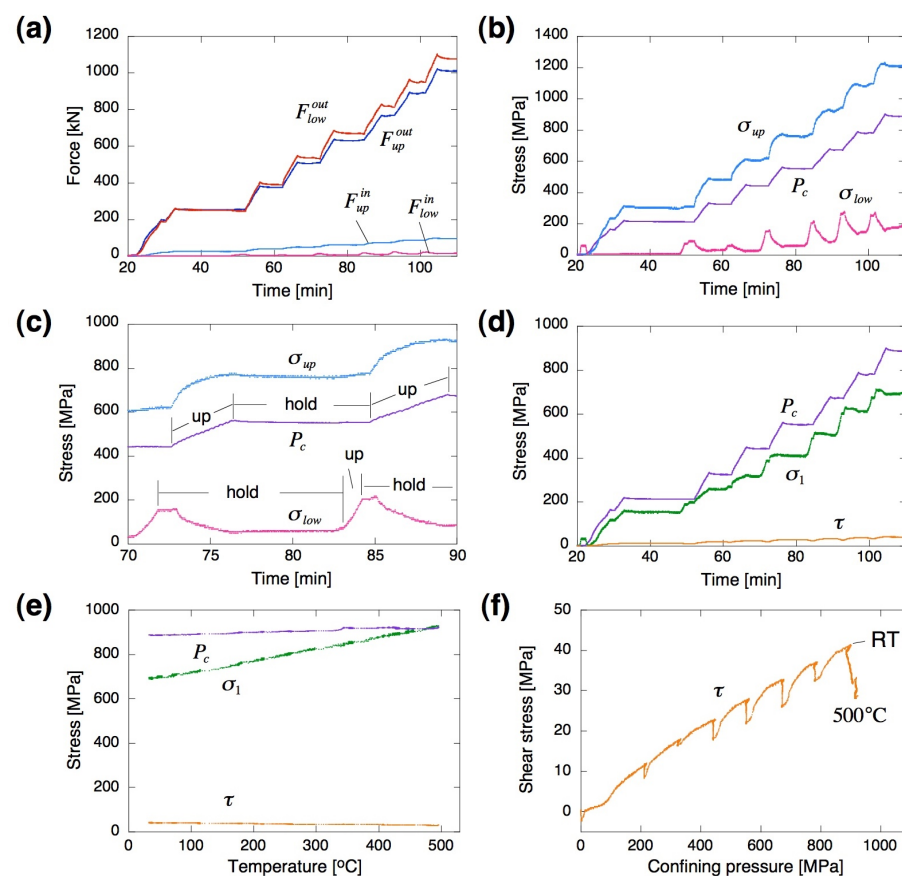 (a)
1200
1000
800
600
400
200
0
Force [kN]
F_low^out
F_up^out
F_up^in
F_low^in
20 40 60 80 100
Time [min]
(b)
1400
1200
1000
800
600
400
200
0
Stress [MPa]
σ_up
P_c
σ_low
20 40 60 80 100
Time [min]
(c)
1000
800
600
400
200
0
Stress [MPa]
σ_up
up hold up
P_c
up
hold hold
σ_low
70 75 80 85 90
Time [min]
(d)
1000
800
600
400
200
0
Stress [MPa]
P_c
σ_1
τ
20 40 60 80 100
Time [min]
(e)
1000
800
600
400
200
0
Stress [MPa]
P_c
σ_1
τ
0 100 200 300 400 500
Temperature [°C]
(f)
50
40
30
20
10
0
Shear stress [MPa]
RT
τ
500°C
0 200 400 600 800 1000
Confining pressure [MPa]